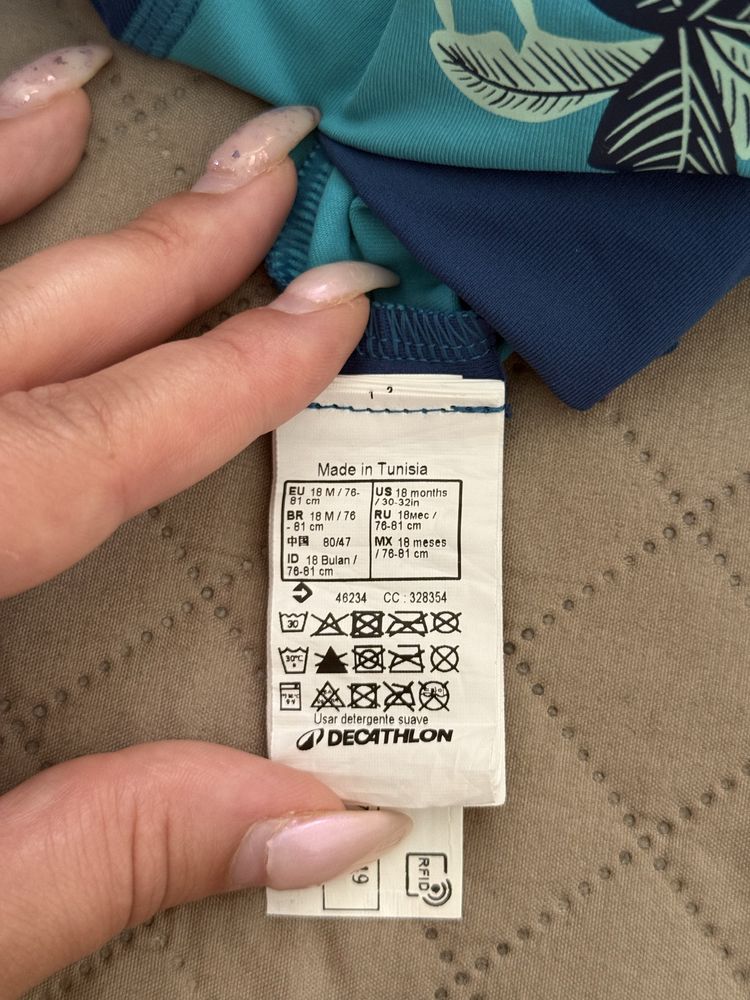 1 2
Made in Tunisia
EU 18 M / 76-
81 cm
BR 18 M / 76
- 81 cm
中国 80/47
ID 18 Bulan /
76-81 cm
US 18 months
/ 30-32in
RU 18мес /
76-81 cm
MX 18 meses
/ 76-81 cm
46234 CC : 328354
30
30°C
Usar detergente suave
DECATHLON
RFID